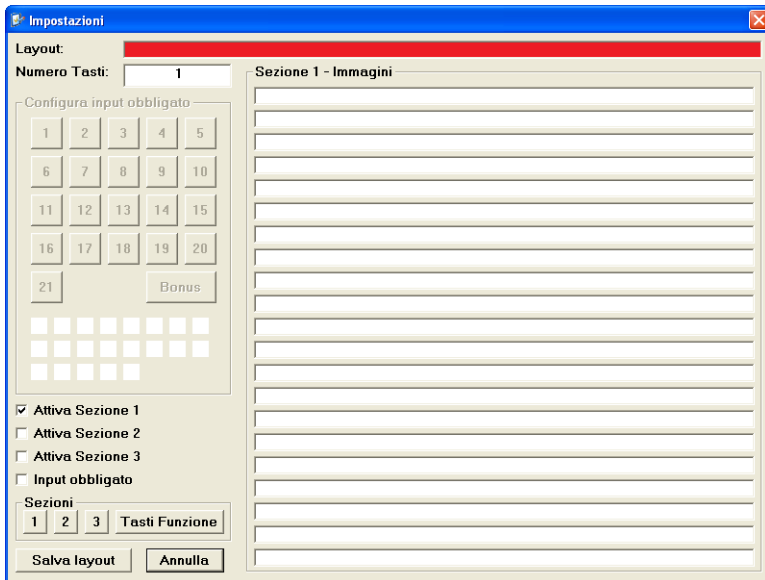 Impostazioni
Layout:
Numero Tasti: 1
Configura input obbligato
1 2 3 4 5
6 7 8 9 10
11 12 13 14 15
16 17 18 19 20
21 Bonus
Attiva Sezione 1
Attiva Sezione 2
Attiva Sezione 3
Input obbligato
Sezioni
1 2 3 Tasti Funzione
Salva layout Annulla
Sezione 1 - Immagini